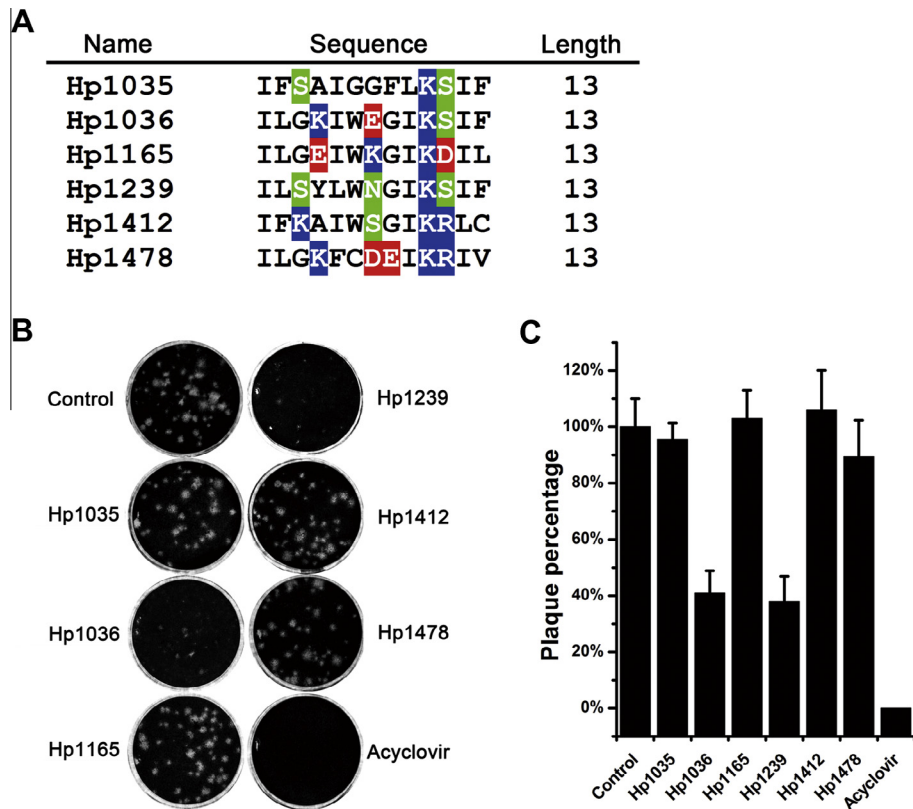 A
Name Sequence Length
Hp1035 IFSAIGGFLKSIF 13
Hp1036 ILGKIWEGIKSIF 13
Hp1165 ILGEIWKGIKDIL 13
Hp1239 ILSYLWNGIKSIF 13
Hp1412 IFKAIWSGIKRLC 13
Hp1478 ILGKFCDEIKRIV 13
B
Control
Hp1239
Hp1035
Hp1412
Hp1036
Hp1478
Hp1165
Acyclovir
C
Plaque percentage
120%
100%
80%
60%
40%
20%
0%
Control Hp1035 Hp1036 Hp1165 Hp1239 Hp1412 Hp1478 Acyclovir